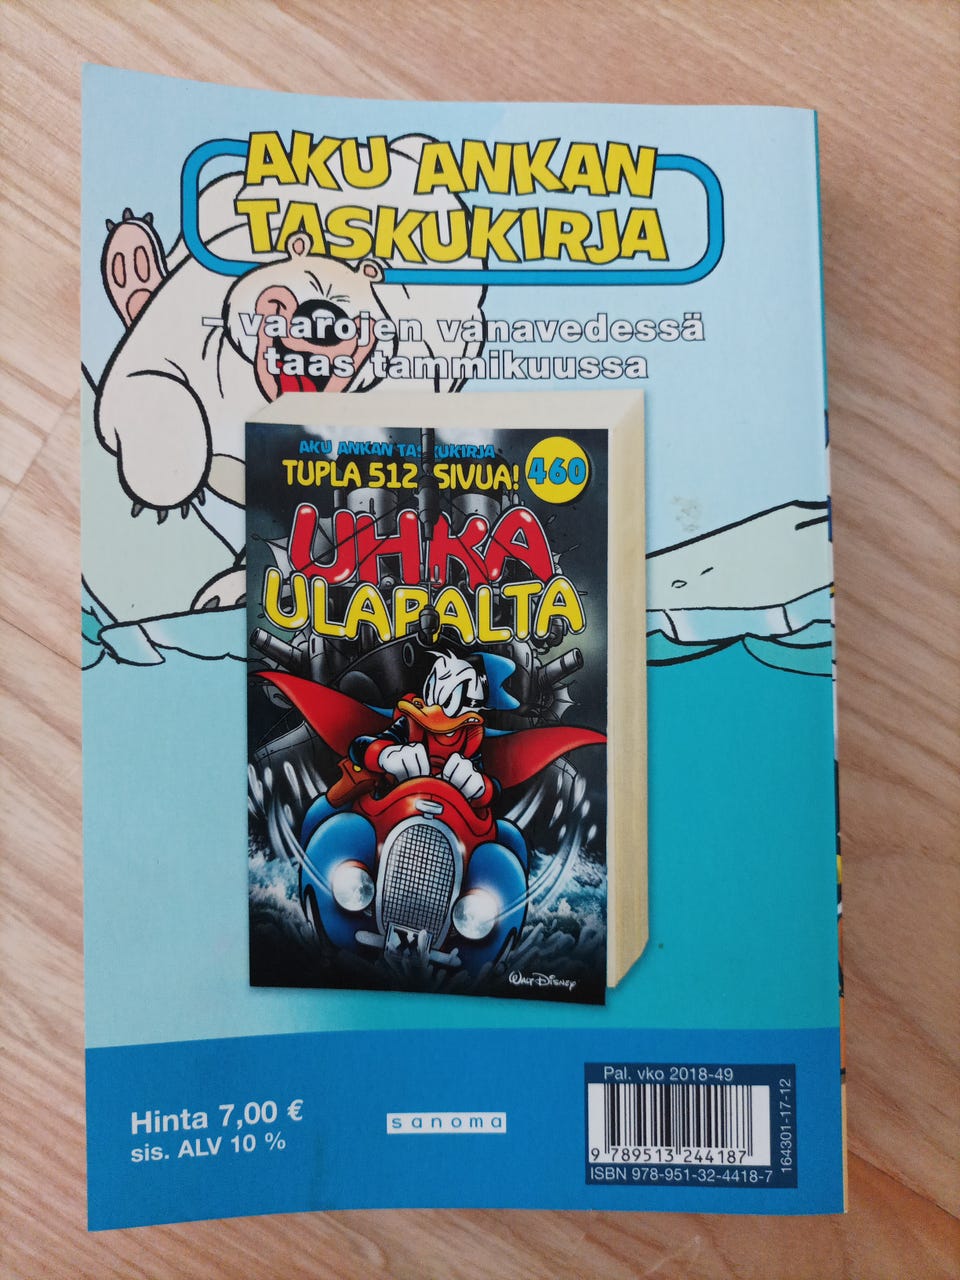 AKU ANKAN
TASKUKIRJA
– vaarojen vanavedessä
taas tammikuussa
AKU ANKAN TASKUKIRJA
TUPLA 512 SIVUA!
460
UHKA
ULAPALTA
WALT DISNEY
Hinta 7,00 €
sis. ALV 10 %
sanoma
Pal. vko 2018-49
9 789513 244187
ISBN 978-951-32-4418-7
164301-17-12